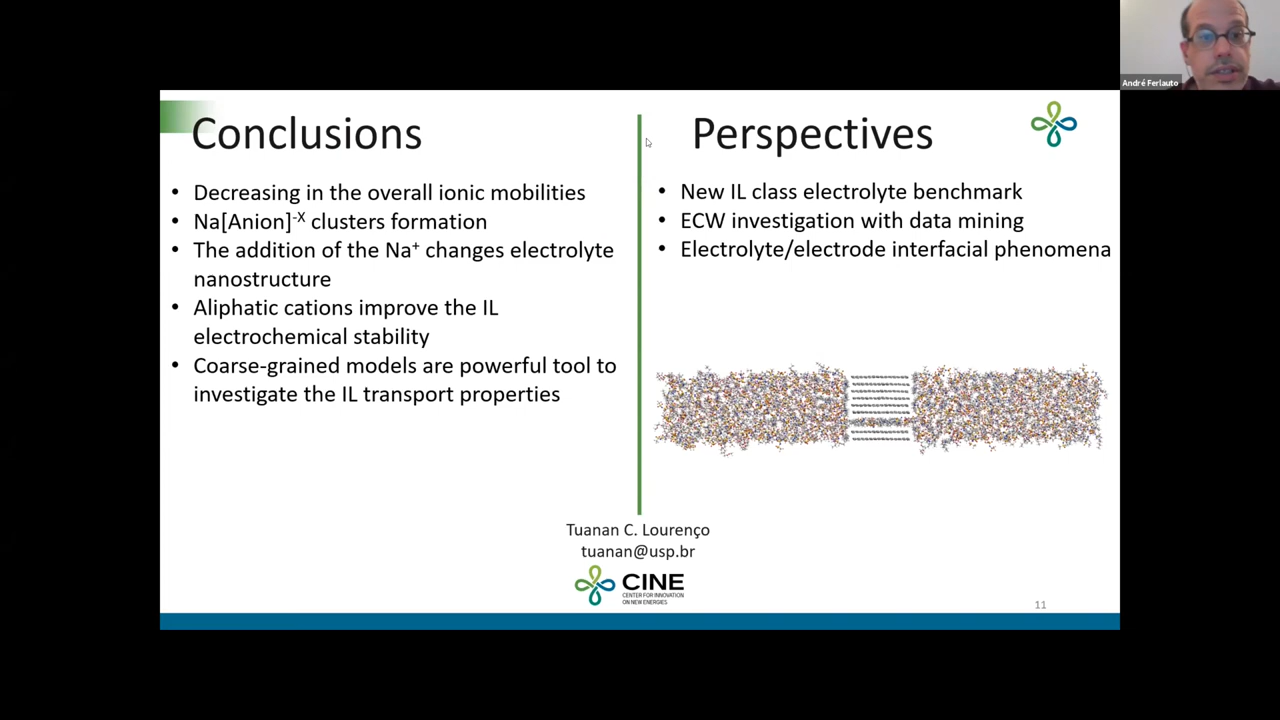 André Ferlauto
Conclusions
• Decreasing in the overall ionic mobilities
• Na[Anion]⁻ˣ clusters formation
• The addition of the Na⁺ changes electrolyte
nanostructure
• Aliphatic cations improve the IL
electrochemical stability
• Coarse-grained models are powerful tool to
investigate the IL transport properties
Perspectives
• New IL class electrolyte benchmark
• ECW investigation with data mining
• Electrolyte/electrode interfacial phenomena
Tuanan C. Lourenço
tuanan@usp.br
CINE
CENTER FOR INNOVATION
ON NEW ENERGIES
11